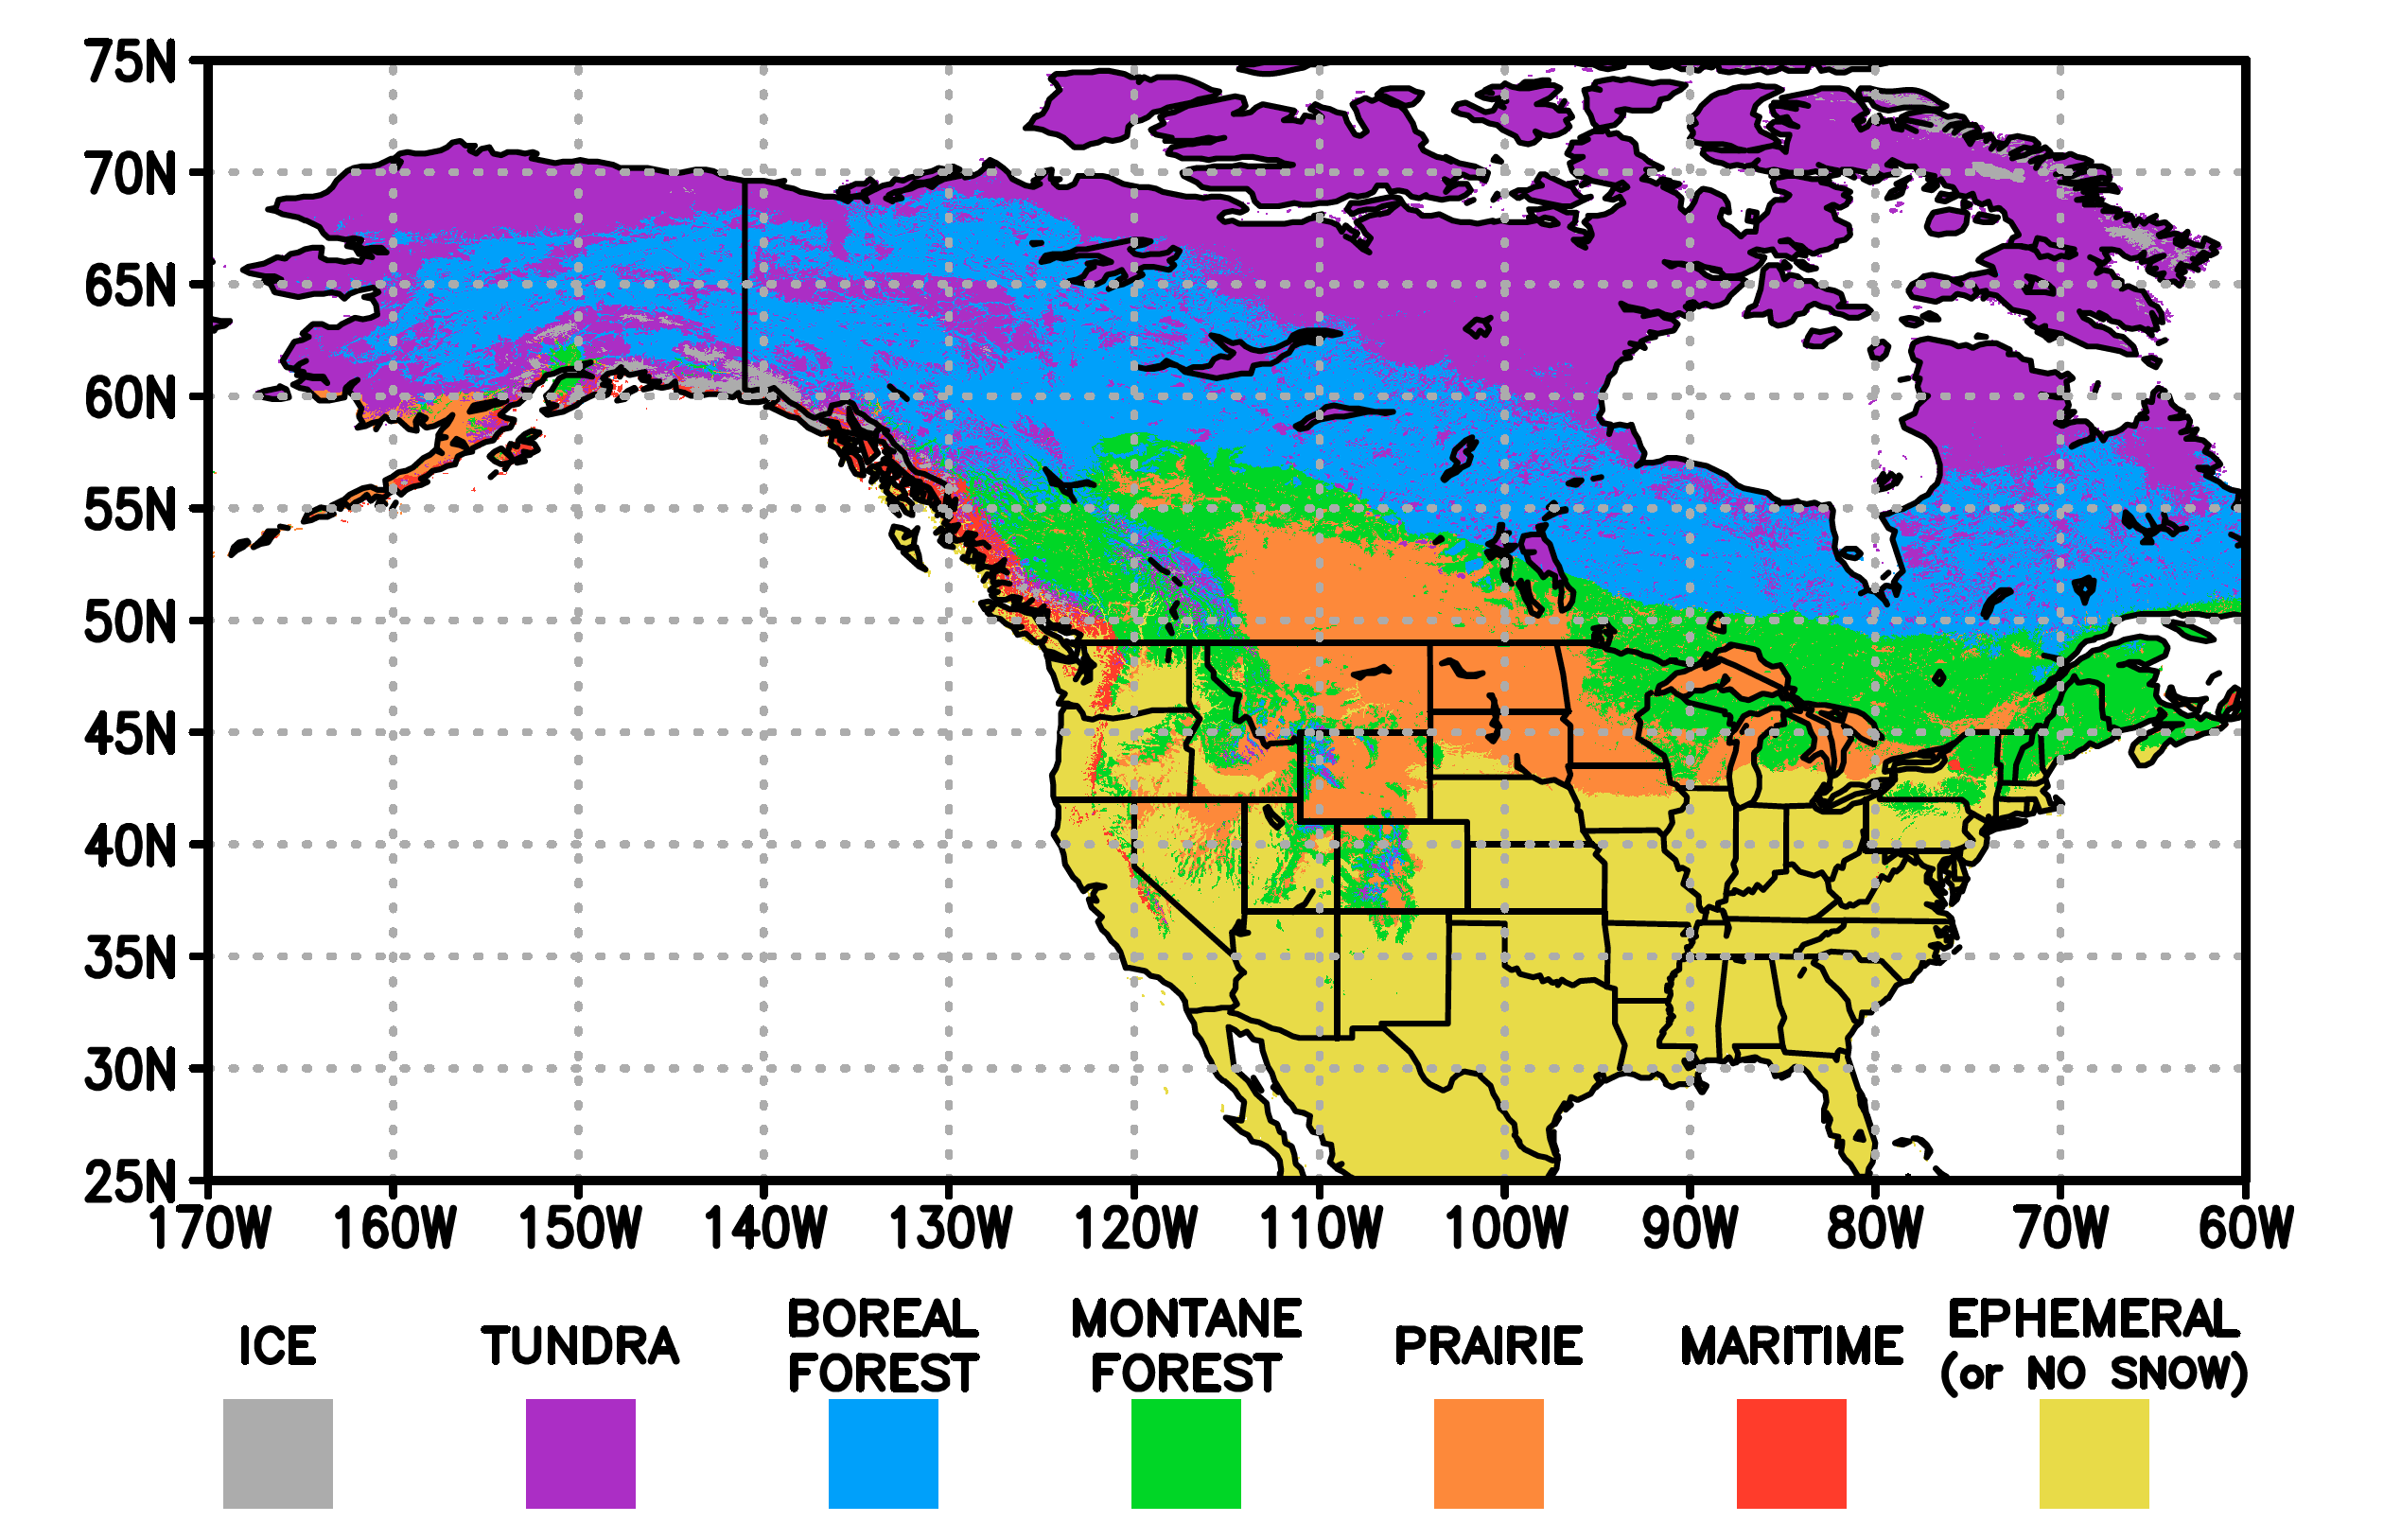 75N
70N
65N
60N
55N
50N
45N
40N
35N
30N
25N
170W 160W 150W 140W 130W 120W 110W 100W 90W 80W 70W 60W
ICE
TUNDRA
BOREAL
FOREST
MONTANE
FOREST
PRAIRIE
MARITIME
EPHEMERAL
(or NO SNOW)